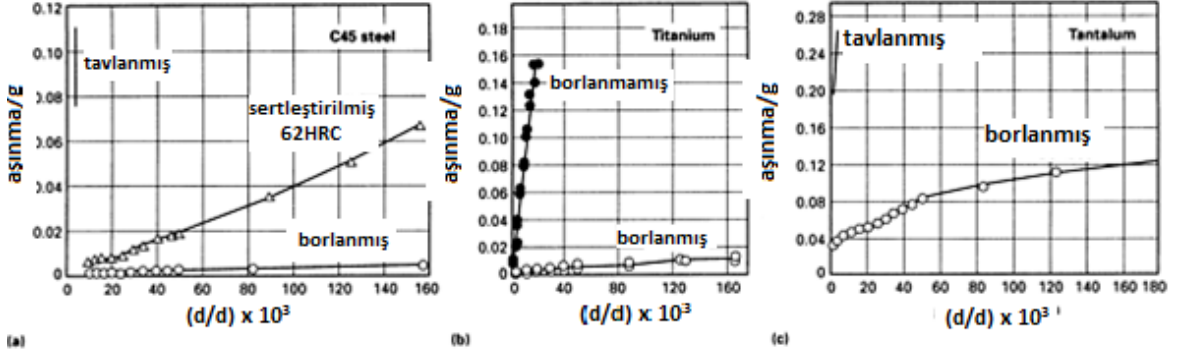 0.12
0.10
0.08
0.06
0.04
0.02
0
aşınma/g
C45 steel
tavlanmış
sertleştirilmiş
62HRC
borlanmış
0 20 40 60 80 100 120 140 160
(d/d) x 10³
(a)
0.18
0.16
0.14
0.12
0.10
0.08
0.06
0.04
0.02
0
aşınma/g
Titanium
borlanmamış
borlanmış
0 40 80 120 160
(d/d) x 10³
(b)
0.28
0.24
0.20
0.16
0.12
0.08
0.04
0
aşınma/g
tavlanmış
Tantalum
borlanmış
0 20 40 60 80 100 120 140 180
(d/d) x 10³
(c)